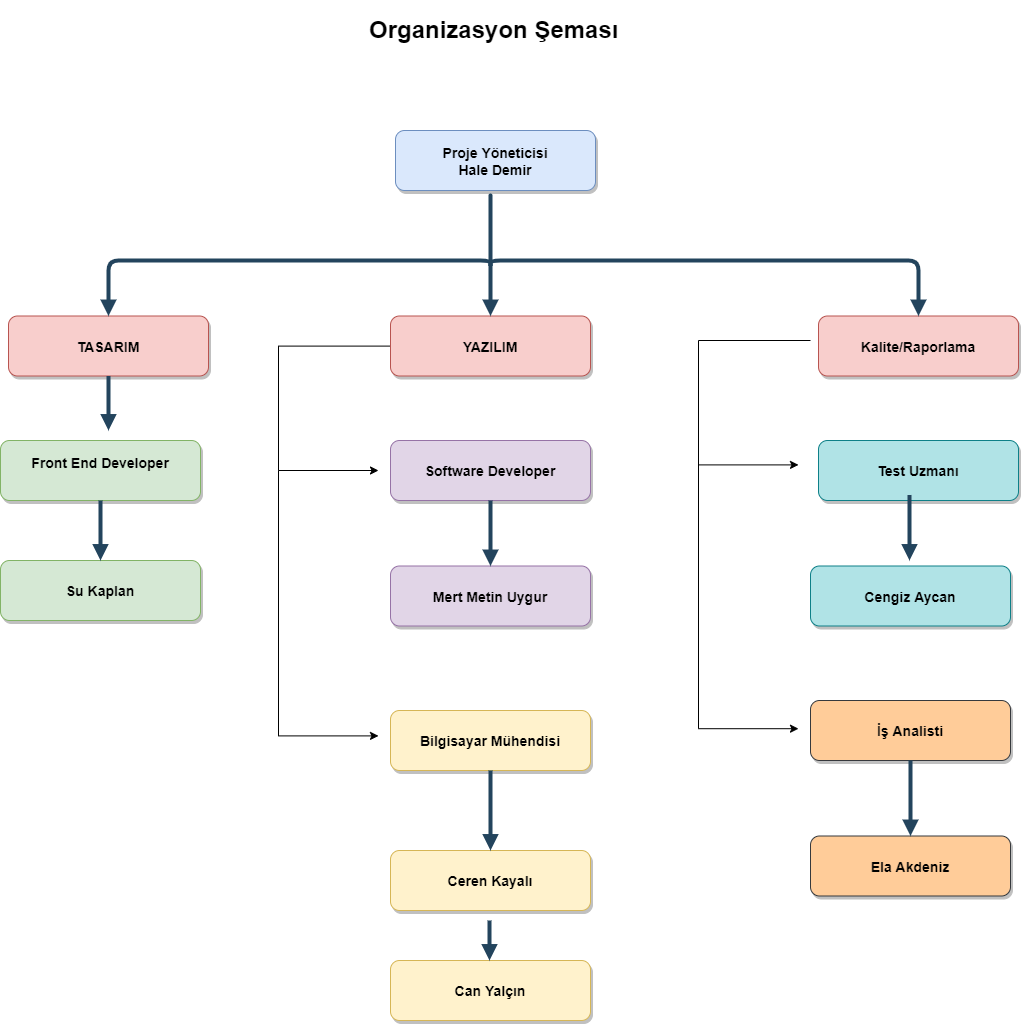 Organizasyon Şeması
Proje Yöneticisi
Hale Demir
TASARIM
YAZILIM
Kalite/Raporlama
Front End Developer
Software Developer
Test Uzmanı
Su Kaplan
Mert Metin Uygur
Cengiz Aycan
Bilgisayar Mühendisi
İş Analisti
Ceren Kayalı
Ela Akdeniz
Can Yalçın